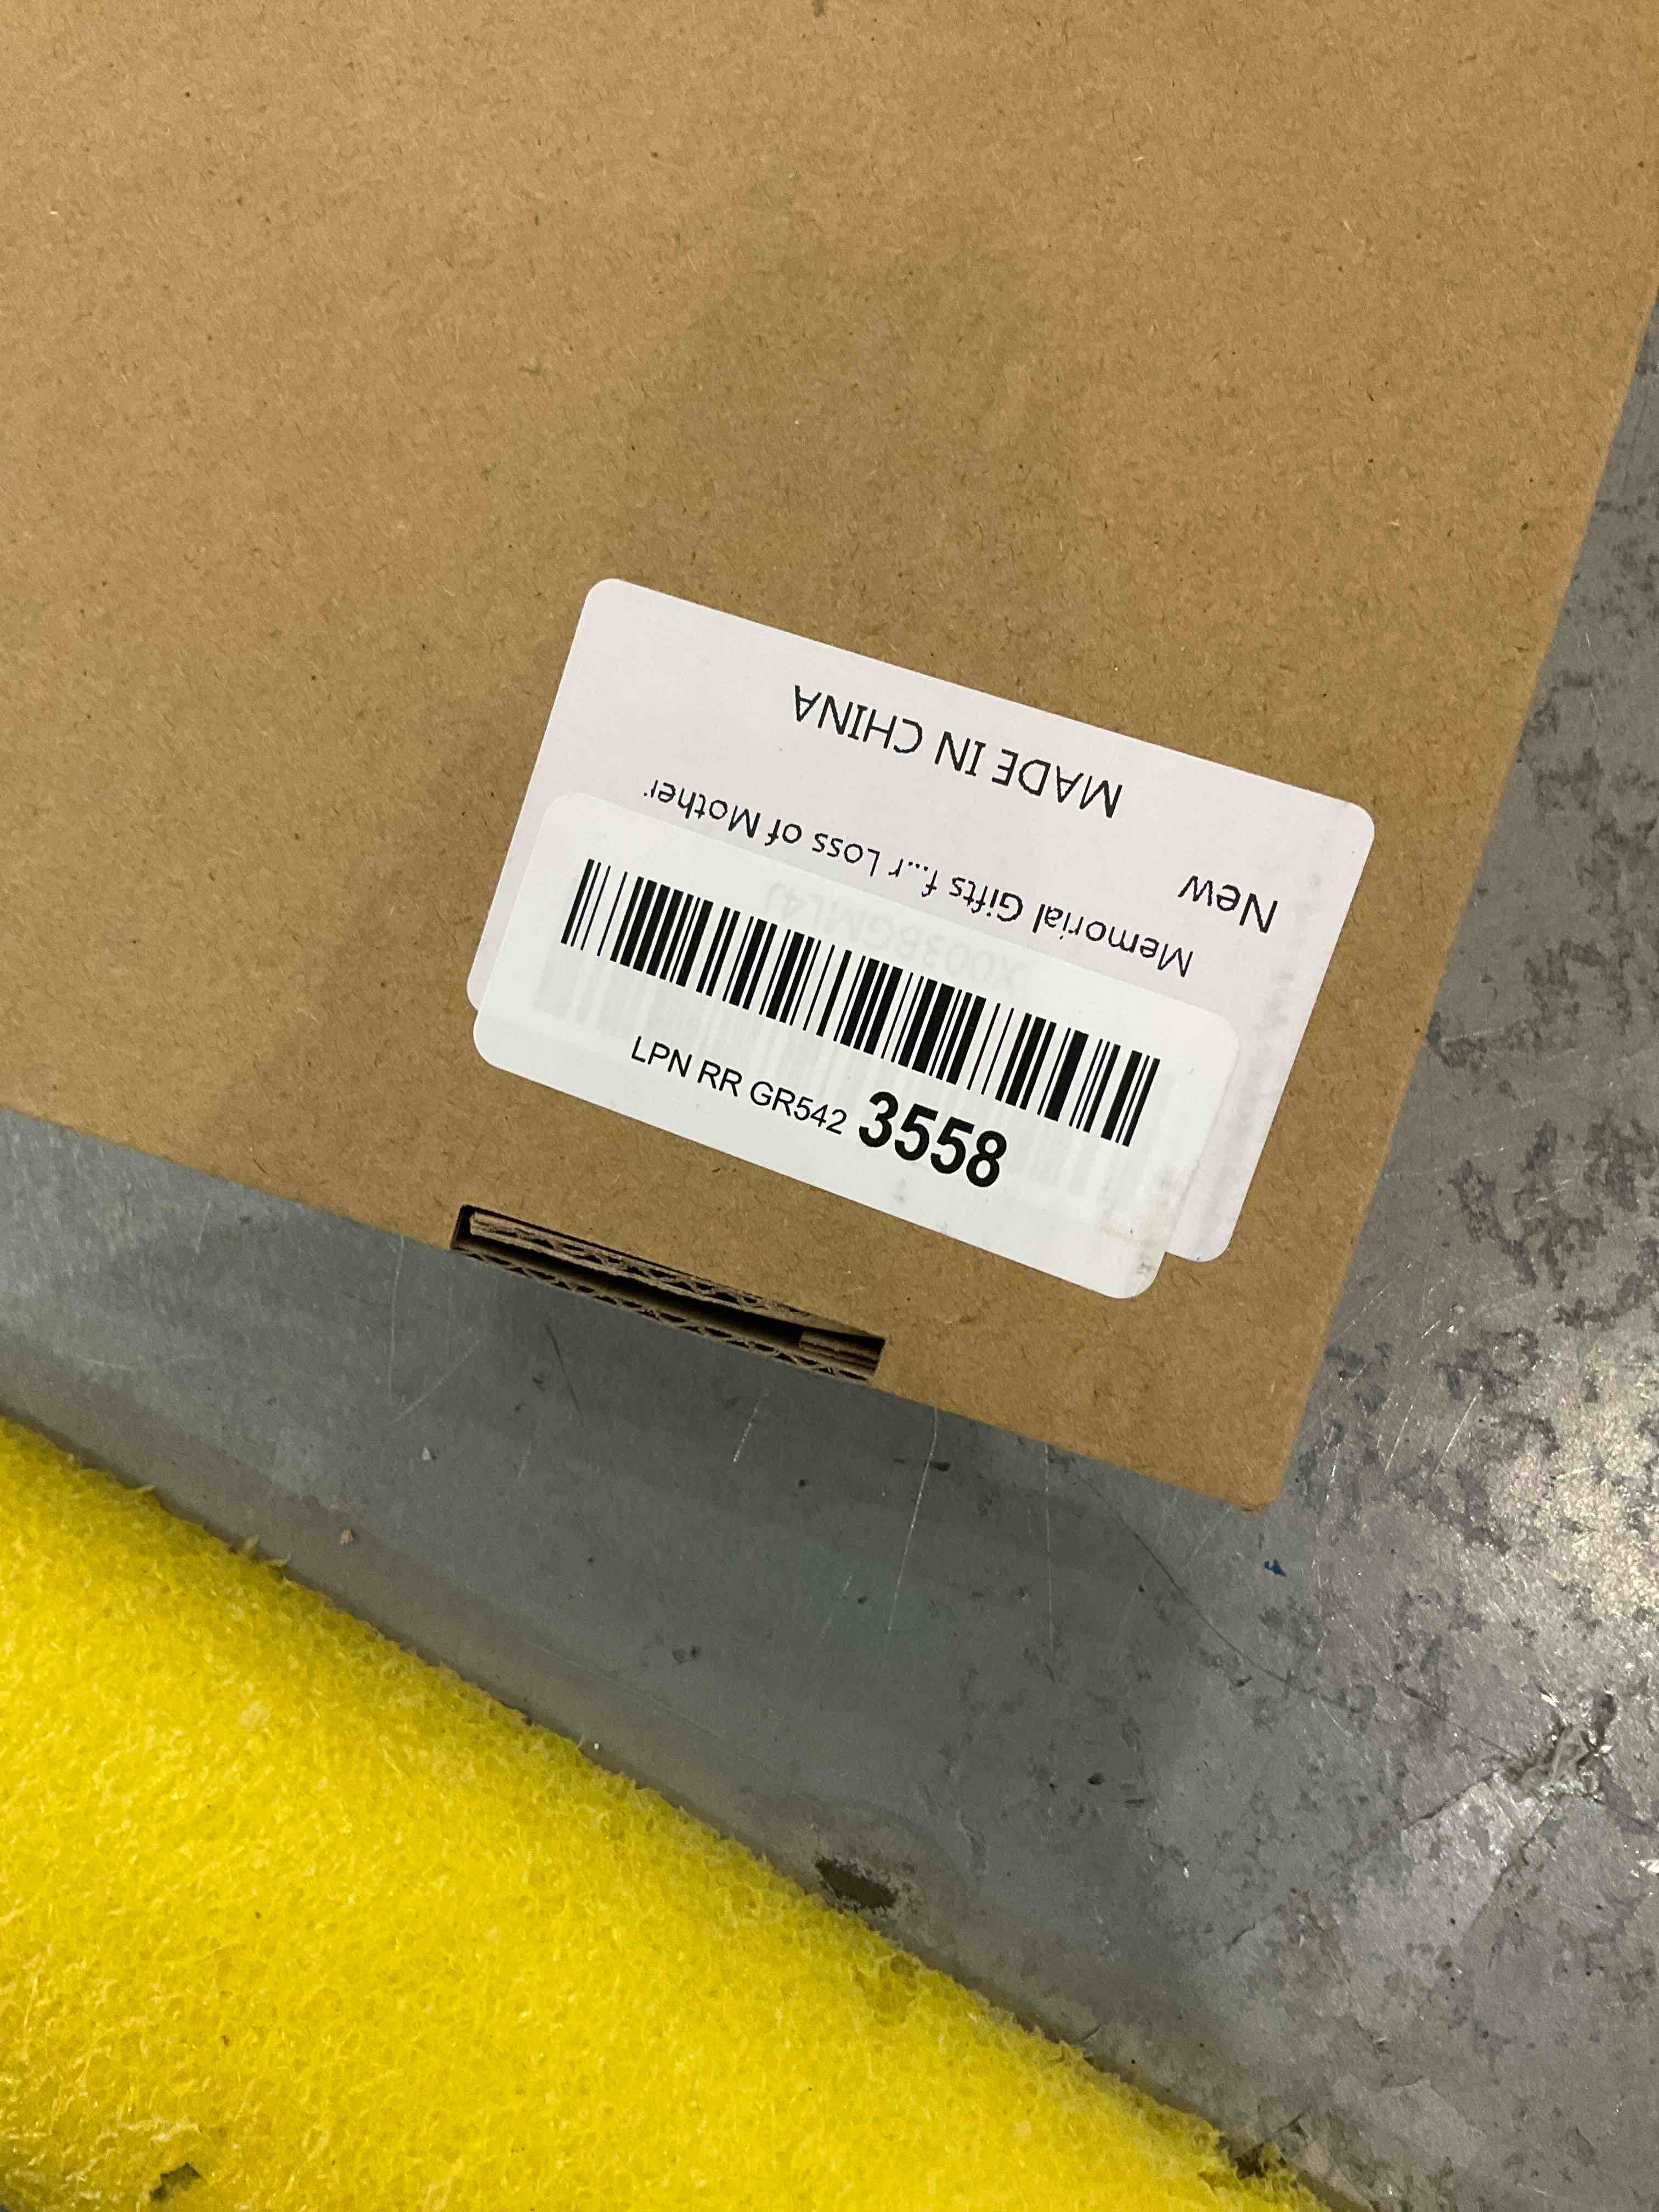 LPN RR GR542 3558
Memorial Gifts f...r Loss of Mother
New
MADE IN CHINA